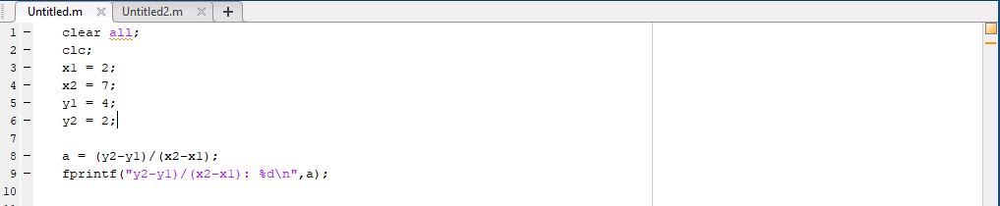 Untitled.m × Untitled2.m × +
1 – clear all;
2 – clc;
3 – x1 = 2;
4 – x2 = 7;
5 – y1 = 4;
6 – y2 = 2;
7
8 – a = (y2-y1)/(x2-x1);
9 – fprintf("y2-y1)/(x2-x1): %d\n",a);
10